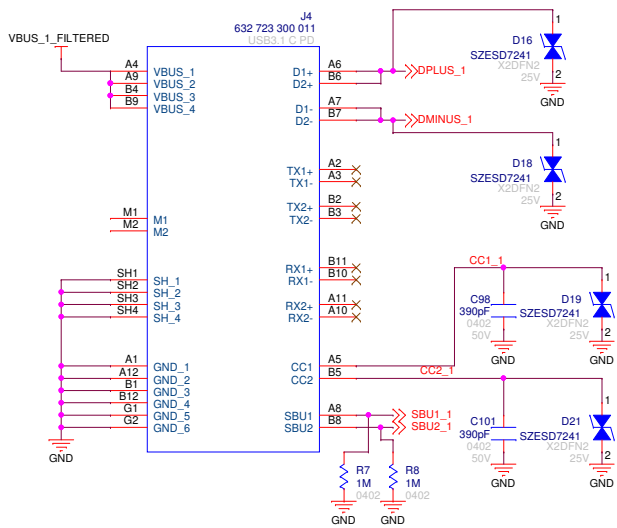 J4
632 723 300 011
USB3.1 C PD
VBUS_1_FILTERED
A4 VBUS_1
A9 VBUS_2
B4 VBUS_3
B9 VBUS_4
M1 M1
M2 M2
SH1 SH_1
SH2 SH_2
SH3 SH_3
SH4 SH_4
A1 GND_1
A12 GND_2
B1 GND_3
B12 GND_4
G1 GND_5
G2 GND_6
GND
D1+ A6 DPLUS_1
D2+ B6
D1- A7
D2- B7 DMINUS_1
TX1+ A2
TX1- A3
TX2+ B2
TX2- B3
RX1+ B11
RX1- B10
RX2+ A11
RX2- A10
CC1 A5
CC2 B5
SBU1 A8 SBU1_1
SBU2 B8 SBU2_1
1
D16
SZESD7241
X2DFN2
25V
2
GND
1
D18
SZESD7241
X2DFN2
25V
2
GND
CC1_1
C98
390pF
0402
50V
GND
1
D19
SZESD7241
X2DFN2
25V
2
GND
CC2_1
C101
390pF
0402
50V
GND
1
D21
SZESD7241
X2DFN2
25V
2
GND
R7
1M
0402
GND
R8
1M
0402
GND